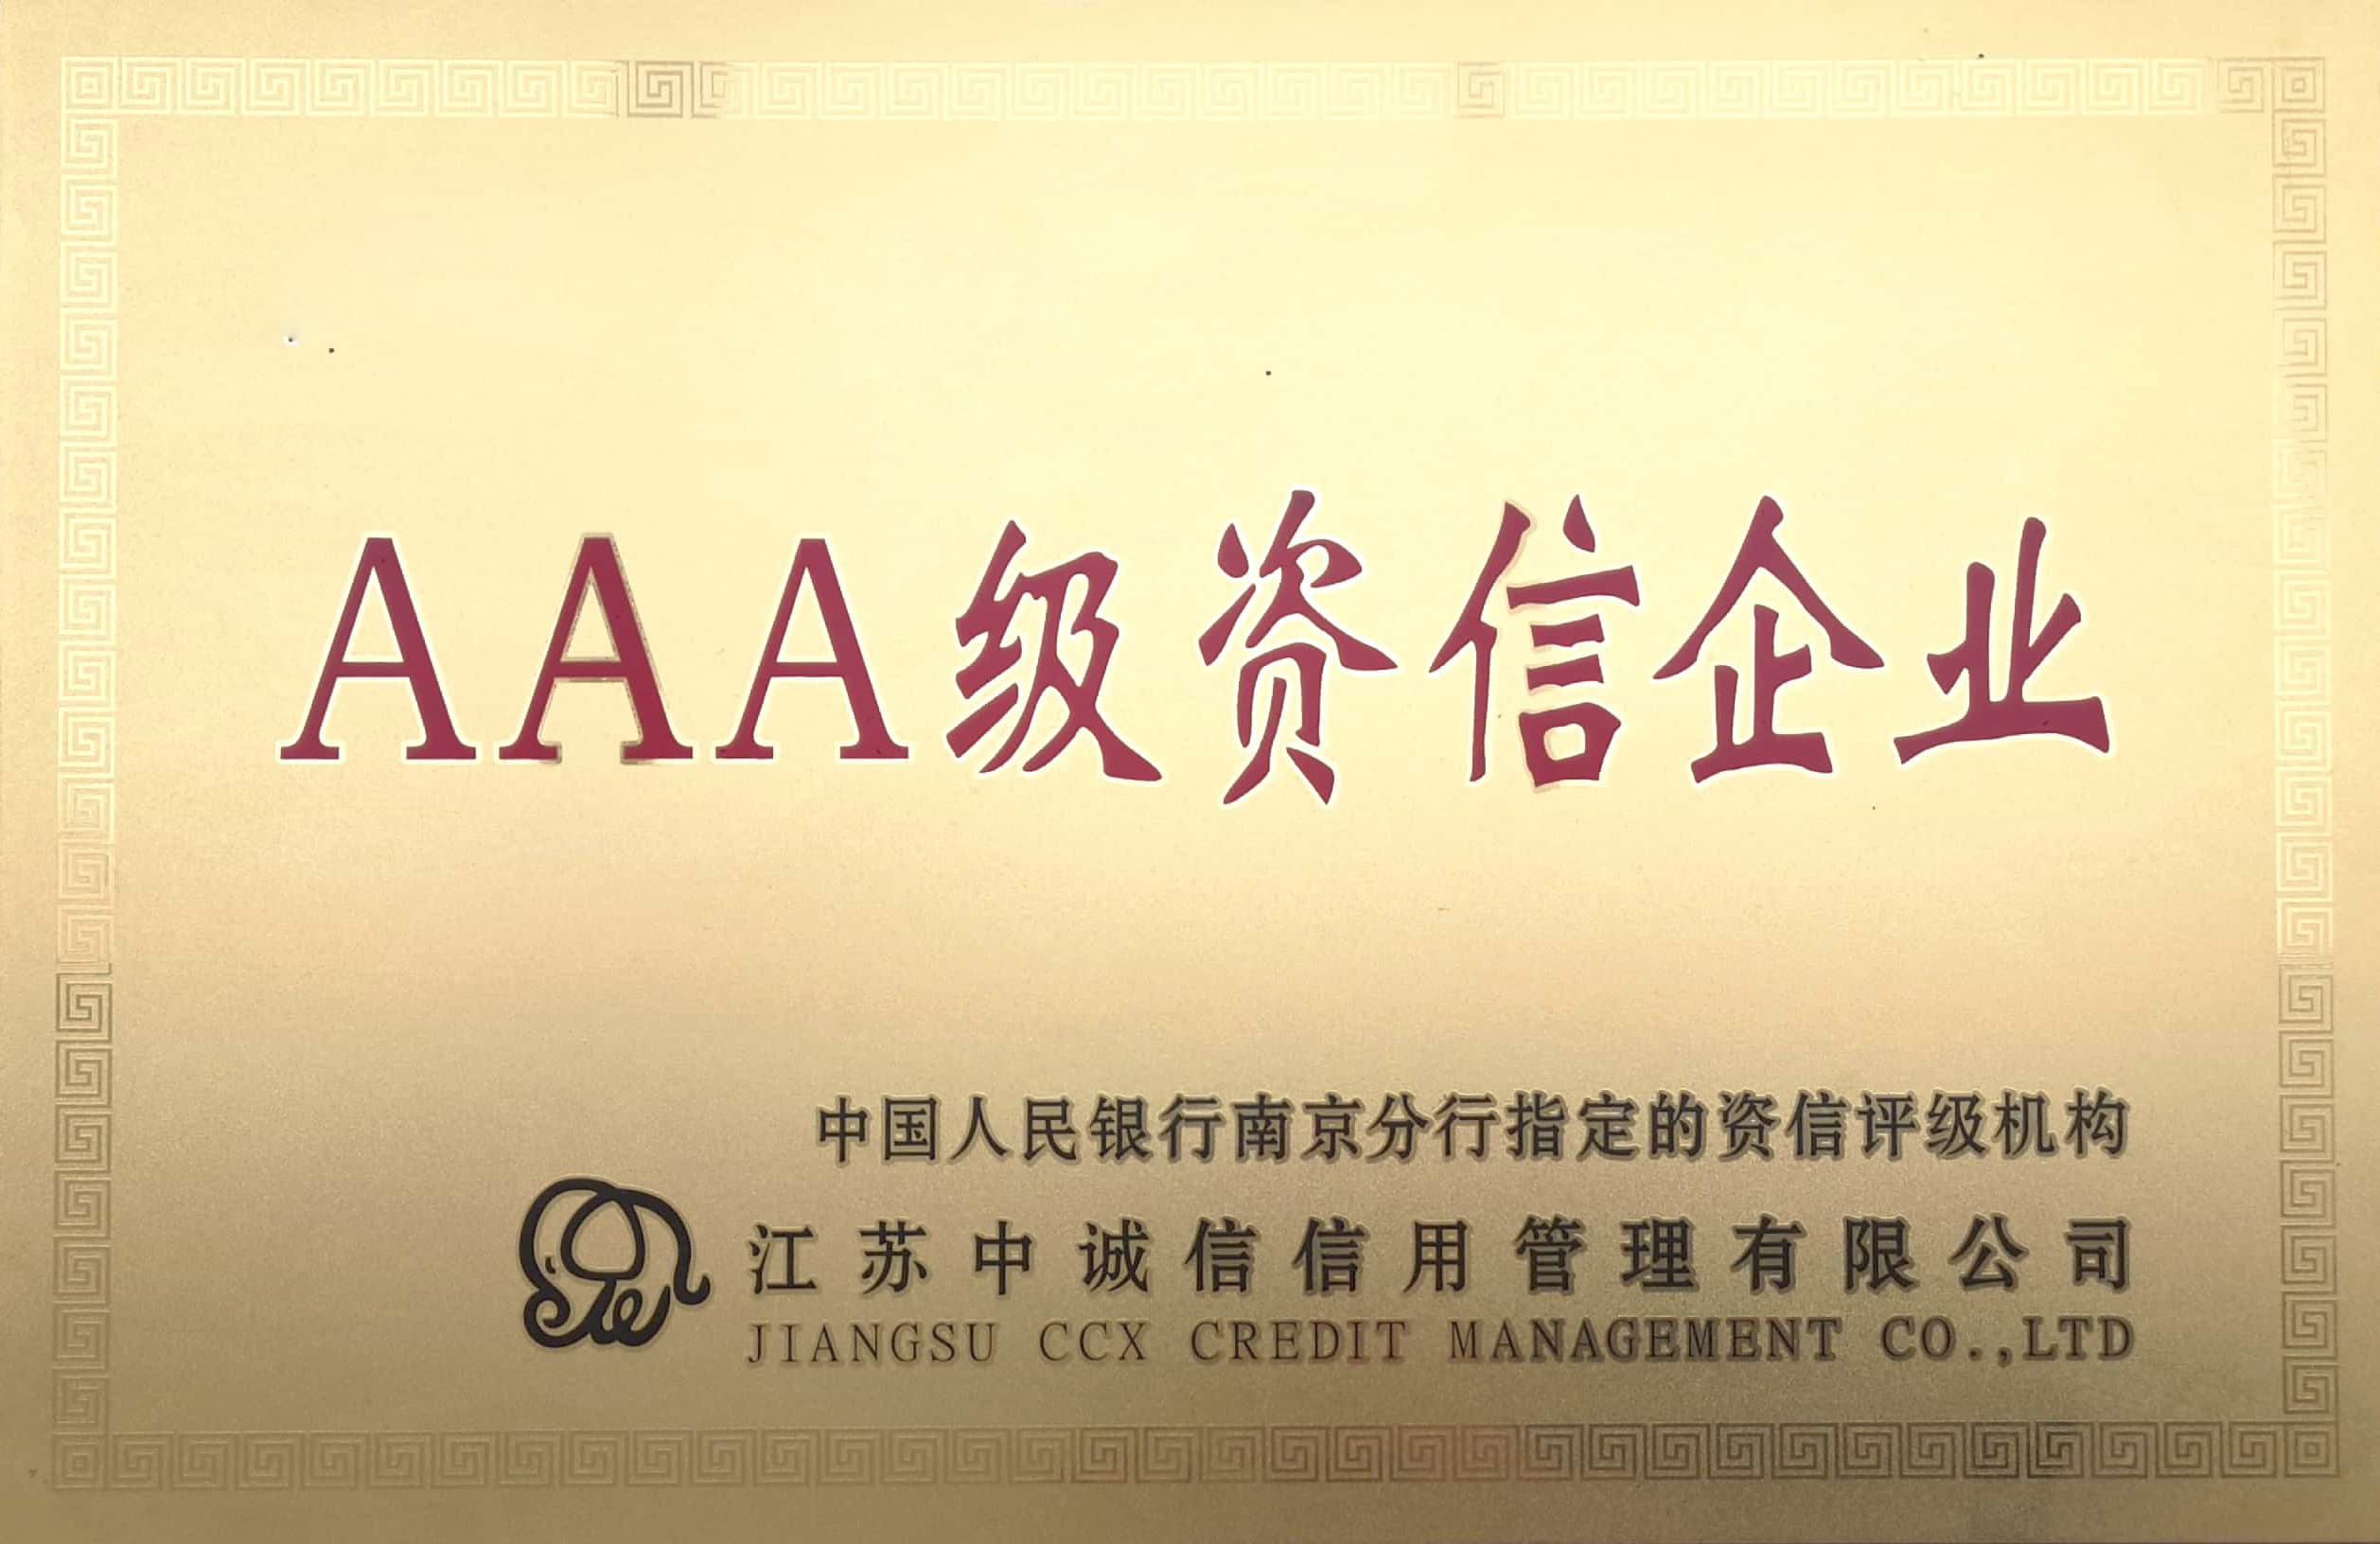 AAA级资信企业
中国人民银行南京分行指定的资信评级机构
江苏中诚信信用管理有限公司
JIANGSU CCX CREDIT MANAGEMENT CO.,LTD